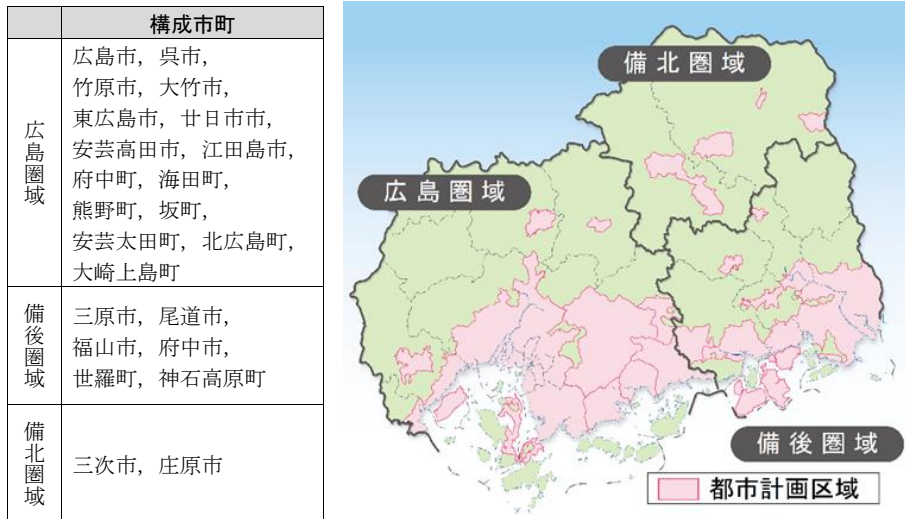 構成市町
広島圏域
広島市，呉市，
竹原市，大竹市，
東広島市，廿日市市，
安芸高田市，江田島市，
府中町，海田町，
熊野町，坂町，
安芸太田町，北広島町，
大崎上島町
備後圏域
三原市，尾道市，
福山市，府中市，
世羅町，神石高原町
備北圏域
三次市，庄原市
備北圏域
広島圏域
備後圏域
都市計画区域